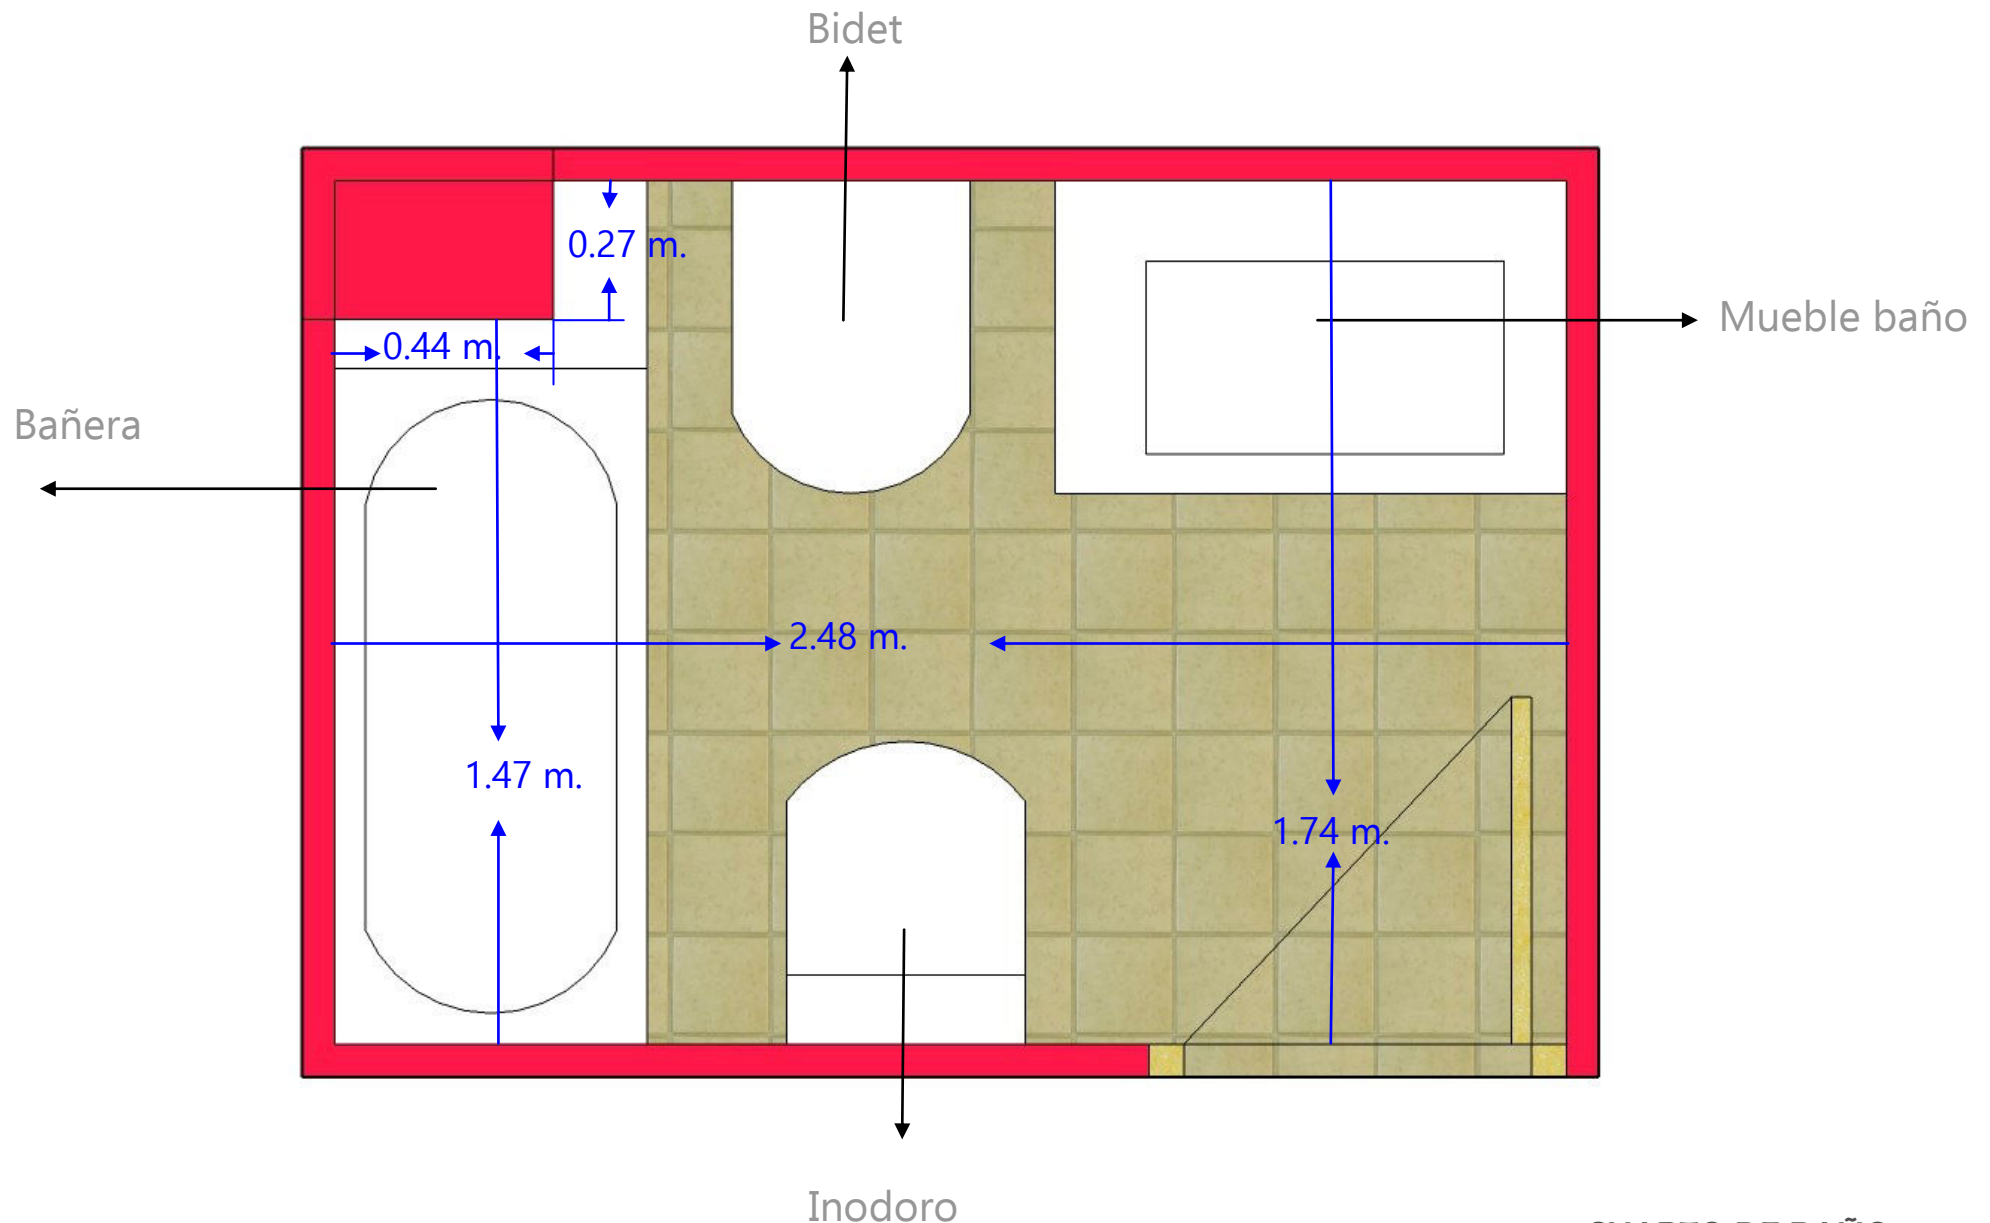 Bidet
0.27 m.
Mueble baño
0.44 m.
Bañera
2.48 m.
1.47 m.
1.74 m.
Inodoro